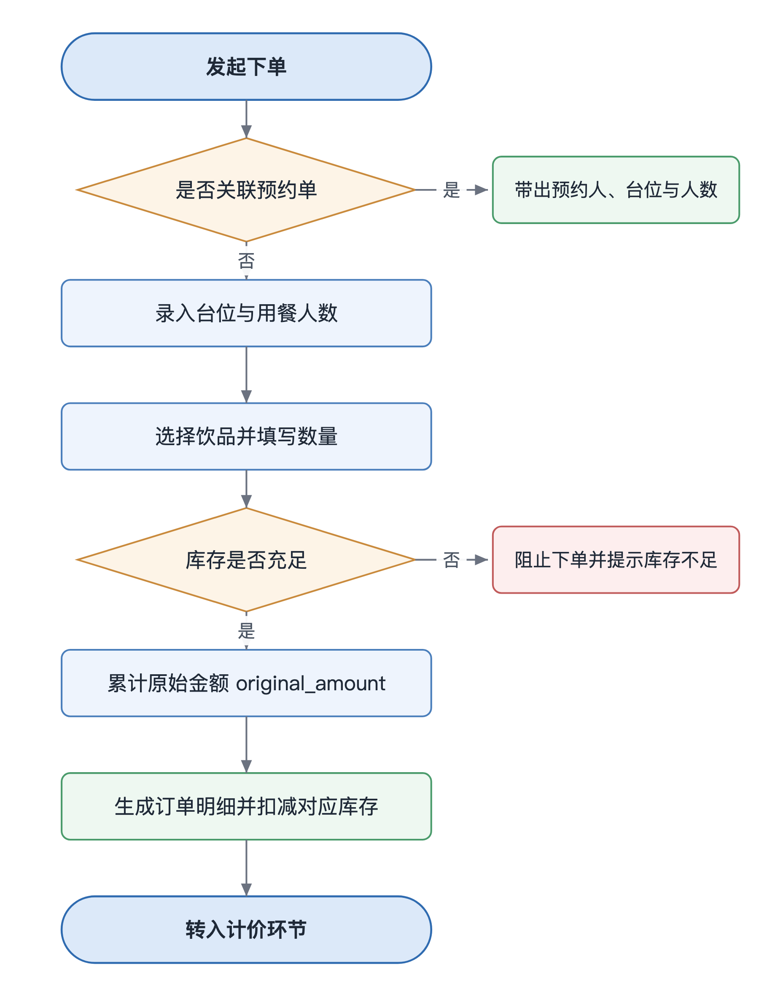 发起下单
是否关联预约单
是
带出预约人、台位与人数
否
录入台位与用餐人数
选择饮品并填写数量
库存是否充足
否
阻止下单并提示库存不足
是
累计原始金额 original_amount
生成订单明细并扣减对应库存
转入计价环节